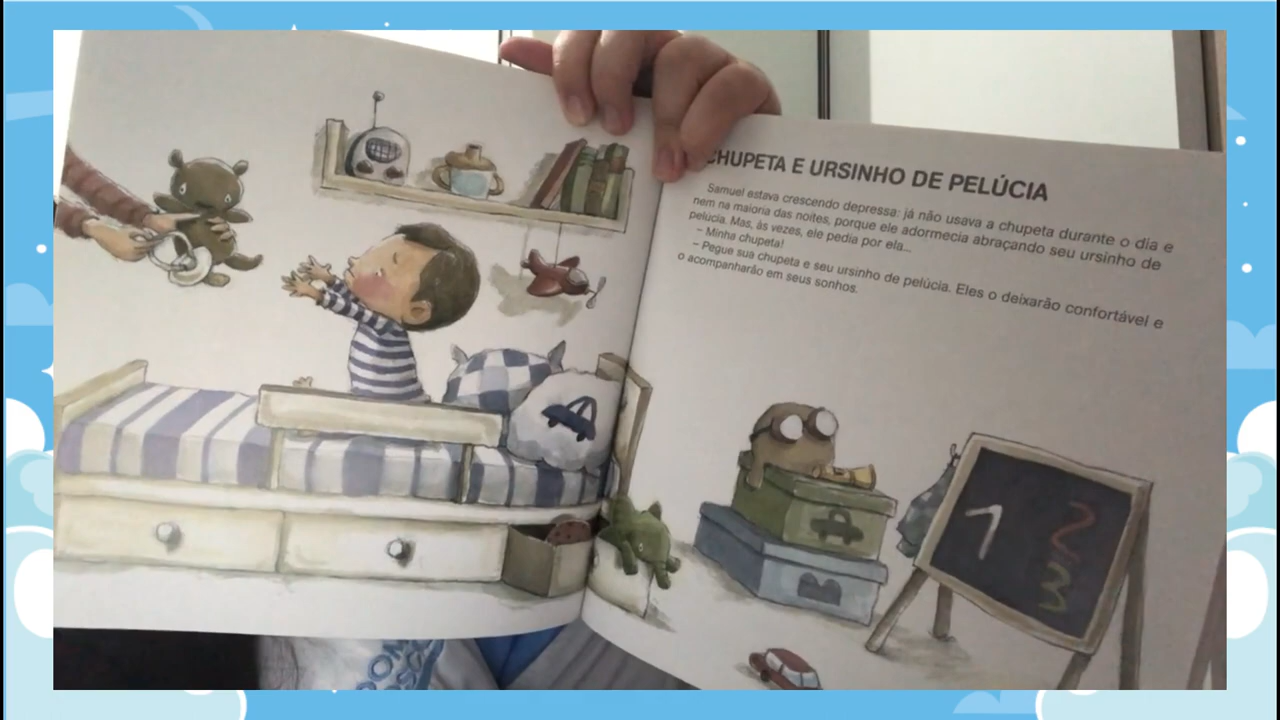 CHUPETA E URSINHO DE PELÚCIA
Samuel estava crescendo depressa: já não usava a chupeta durante o dia e
nem na maioria das noites, porque ele adormecia abraçando seu ursinho de
pelúcia. Mas, às vezes, ele pedia por ela...
– Minha chupeta!
– Pegue sua chupeta e seu ursinho de pelúcia. Eles o deixarão confortável e
o acompanharão em seus sonhos.
1 2
3